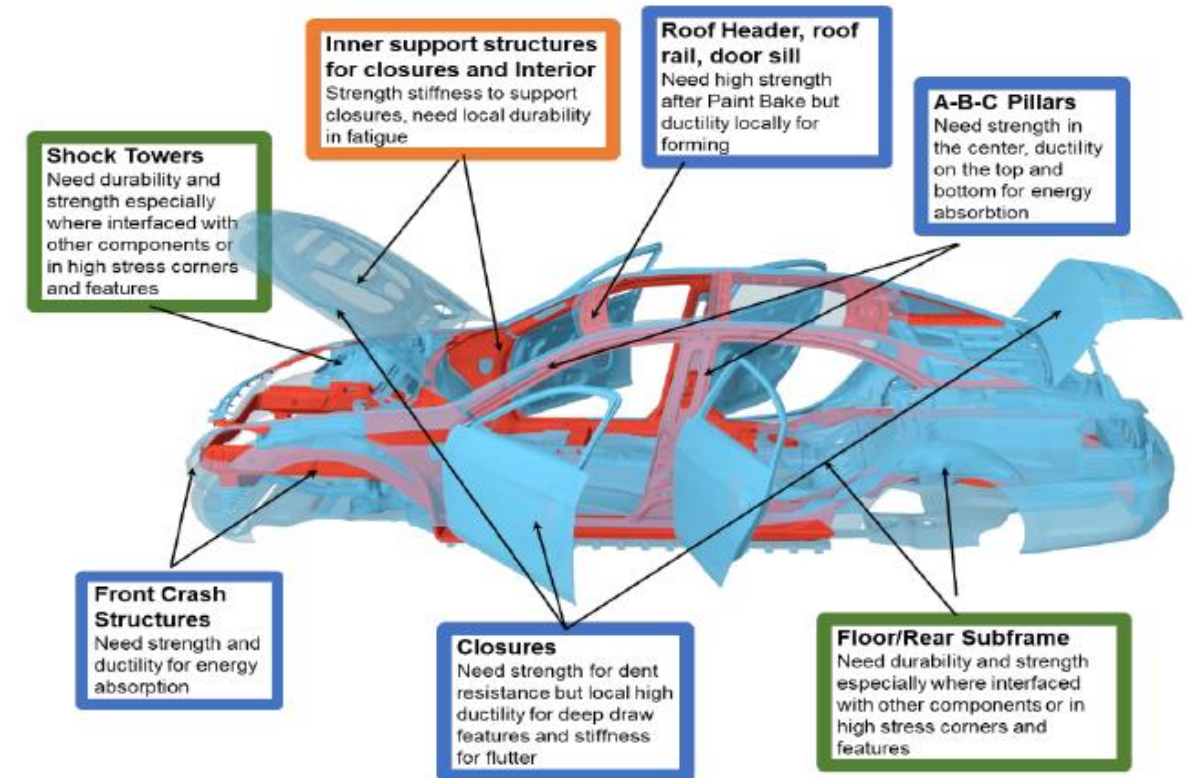 Inner support structures
for closures and Interior
Strength stiffness to support
closures, need local durability
in fatigue
Roof Header, roof
rail, door sill
Need high strength
after Paint Bake but
ductility locally for
forming
A-B-C Pillars
Need strength in
the center, ductility
on the top and
bottom for energy
absorbtion
Shock Towers
Need durability and
strength especially
where interfaced with
other components or
in high stress corners
and features
Front Crash
Structures
Need strength and
ductility for energy
absorption
Closures
Need strength for dent
resistance but local high
ductility for deep draw
features and stiffness
for flutter
Floor/Rear Subframe
Need durability and strength
especially where interfaced
with other components or in
high stress corners and
features